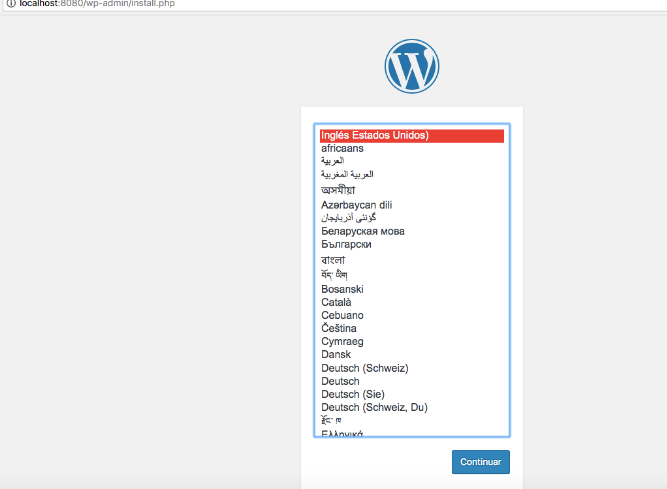 localhost:8080/wp-admin/install.php
Inglés Estados Unidos)
africaans
العربية
العربية المغربية
অসমীয়া
Azərbaycan dili
گؤنئی آذربایجان
Беларуская мова
Български
বাংলা
བོད་ཡིག
Bosanski
Català
Cebuano
Čeština
Cymraeg
Dansk
Deutsch (Schweiz)
Deutsch
Deutsch (Sie)
Deutsch (Schweiz, Du)
རྫོང་ཁ
Ελληνικά
Continuar